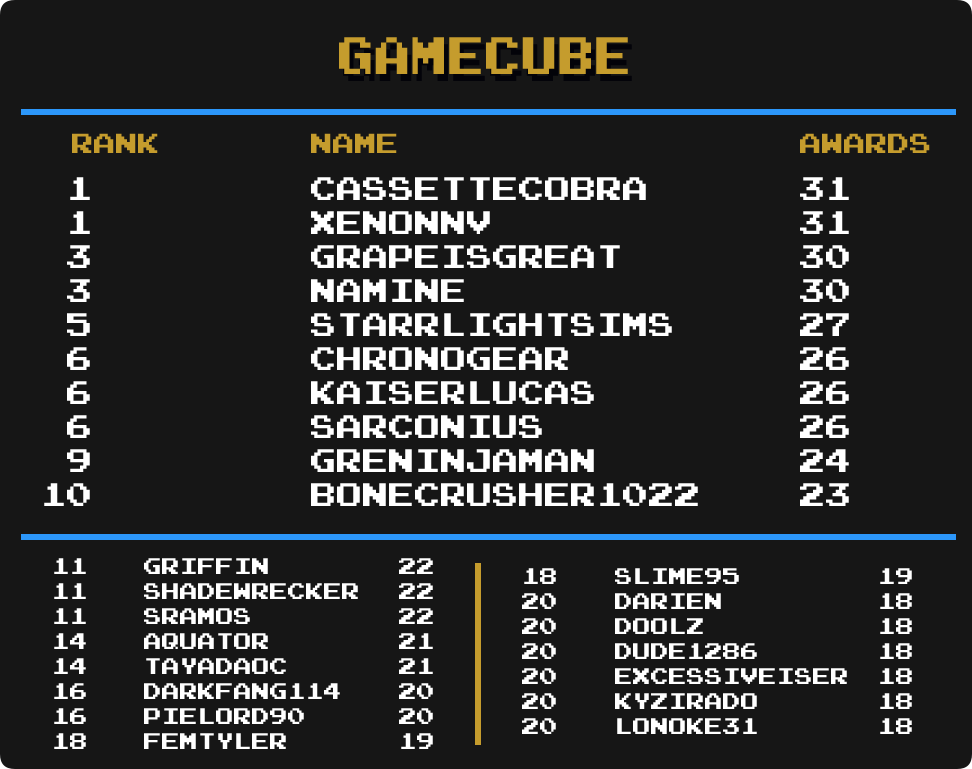 GAMECUBE
RANK NAME AWARDS
1 CASSETTECOBRA 31
1 XENONNV 31
3 GRAPEISGREAT 30
3 NAMINE 30
5 STARRLIGHTSIMS 27
6 CHRONOGEAR 26
6 KAISERLUCAS 26
6 SARCONIUS 26
9 GRENINJAMAN 24
10 BONECRUSHER1022 23
11 GRIFFIN 22
11 SHADEWRECKER 22
11 SRAMOS 22
14 AQUATOR 21
14 TAYADAOC 21
16 DARKFANG114 20
16 PIELORD90 20
18 FEMTYLER 19
18 SLIME95 19
20 DARIEN 18
20 DOOLZ 18
20 DUDE1286 18
20 EXCESSIVEISER 18
20 KYZIRADO 18
20 LONOKE31 18